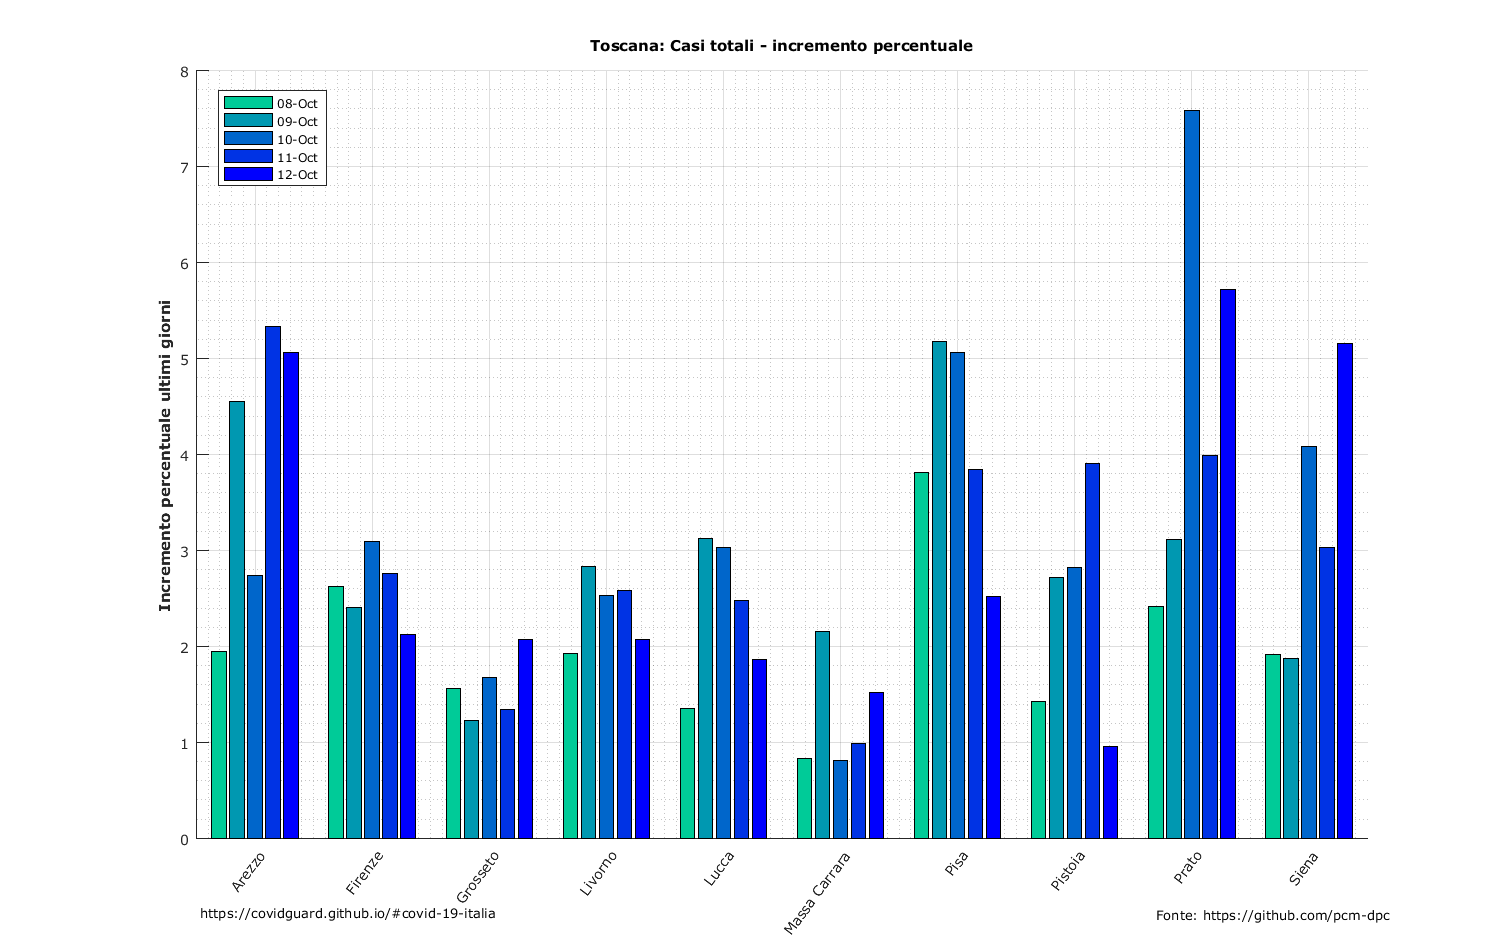 Toscana: Casi totali - incremento percentuale
8
7
6
5
4
3
2
1
0
Incremento percentuale ultimi giorni
08-Oct
09-Oct
10-Oct
11-Oct
12-Oct
Arezzo
Firenze
Grosseto
Livorno
Lucca
Massa Carrara
Pisa
Pistoia
Prato
Siena
https://covidguard.github.io/#covid-19-italia
Fonte: https://github.com/pcm-dpc